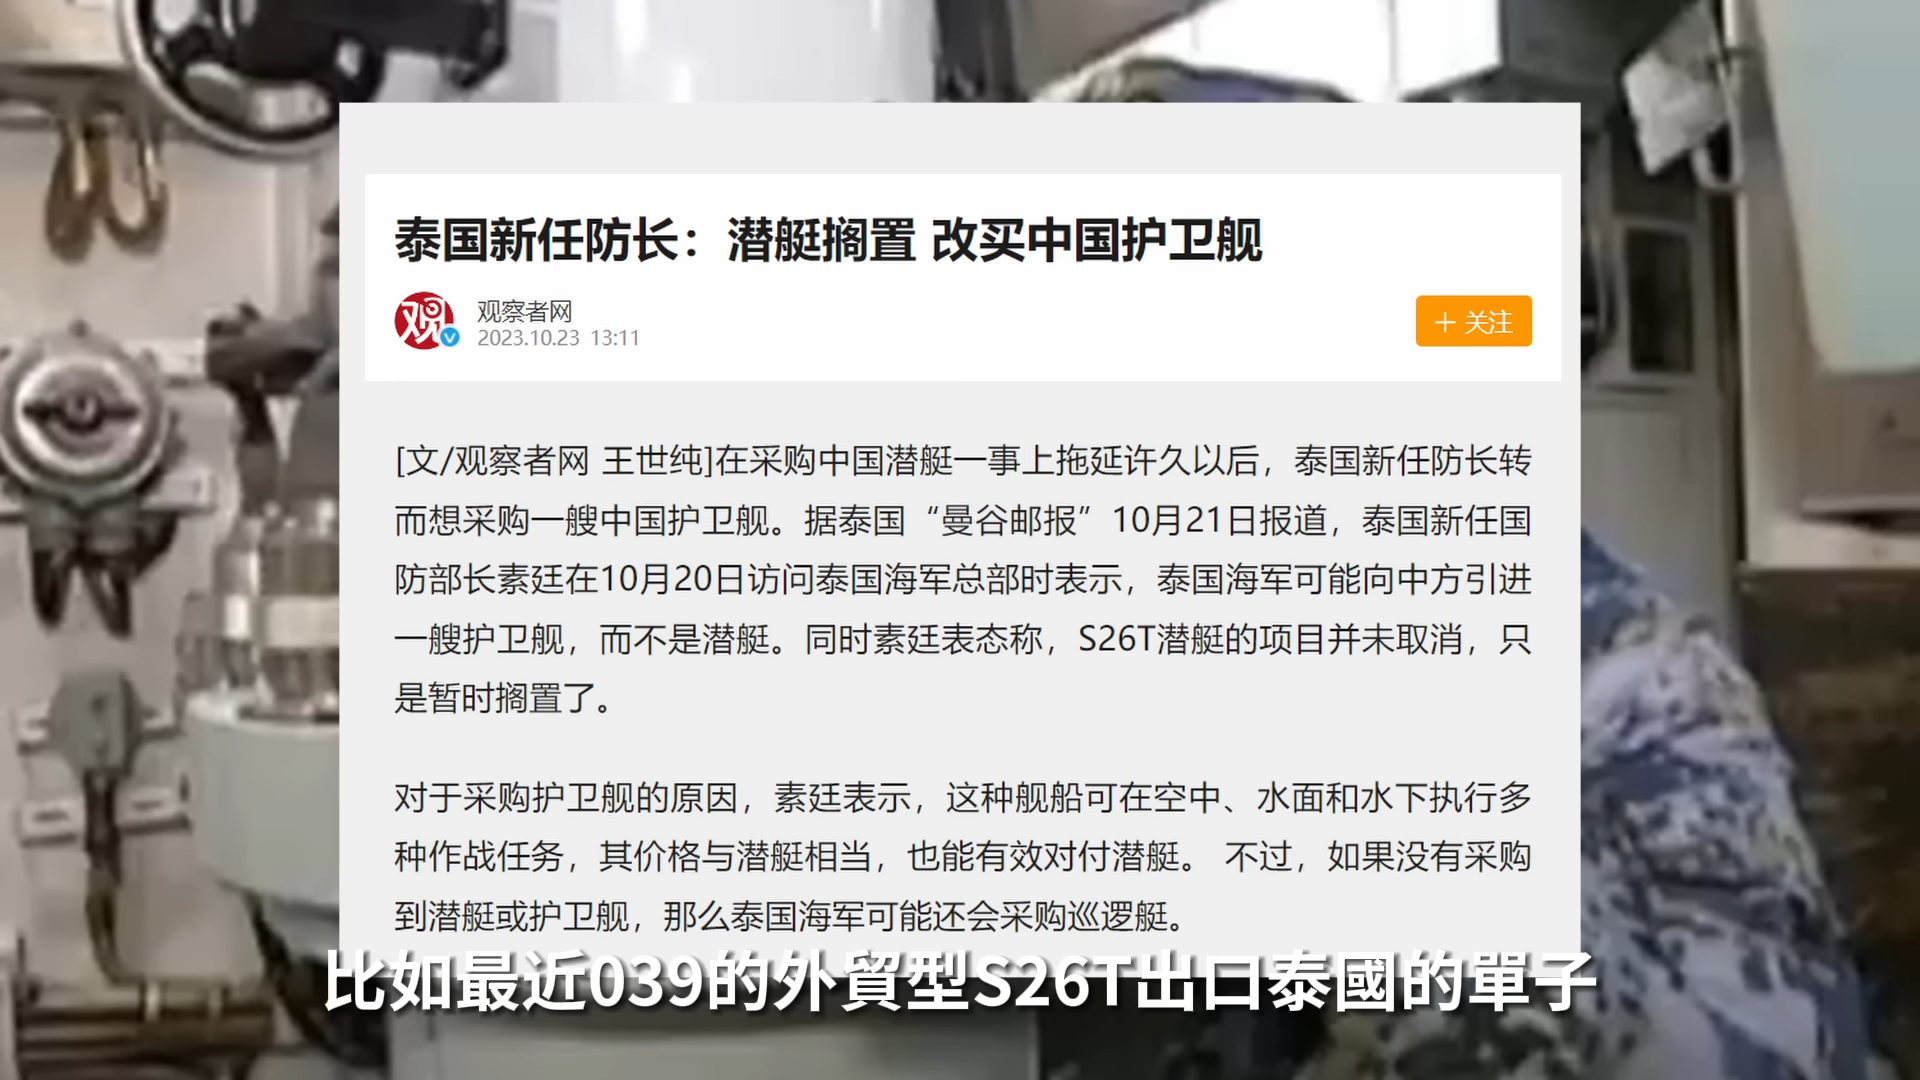 泰国新任防长：潜艇搁置 改买中国护卫舰
观
观察者网
2023.10.23 13:11
＋ 关注
[文/观察者网 王世纯]在采购中国潜艇一事上拖延许久以后，泰国新任防长转
而想采购一艘中国护卫舰。据泰国“曼谷邮报”10月21日报道，泰国新任国
防部长素廷在10月20日访问泰国海军总部时表示，泰国海军可能向中方引进
一艘护卫舰，而不是潜艇。同时素廷表态称，S26T潜艇的项目并未取消，只
是暂时搁置了。
对于采购护卫舰的原因，素廷表示，这种舰船可在空中、水面和水下执行多
种作战任务，其价格与潜艇相当，也能有效对付潜艇。 不过，如果没有采购
到潜艇或护卫舰，那么泰国海军可能还会采购巡逻艇。
比如最近039的外貿型S26T出口泰國的單子